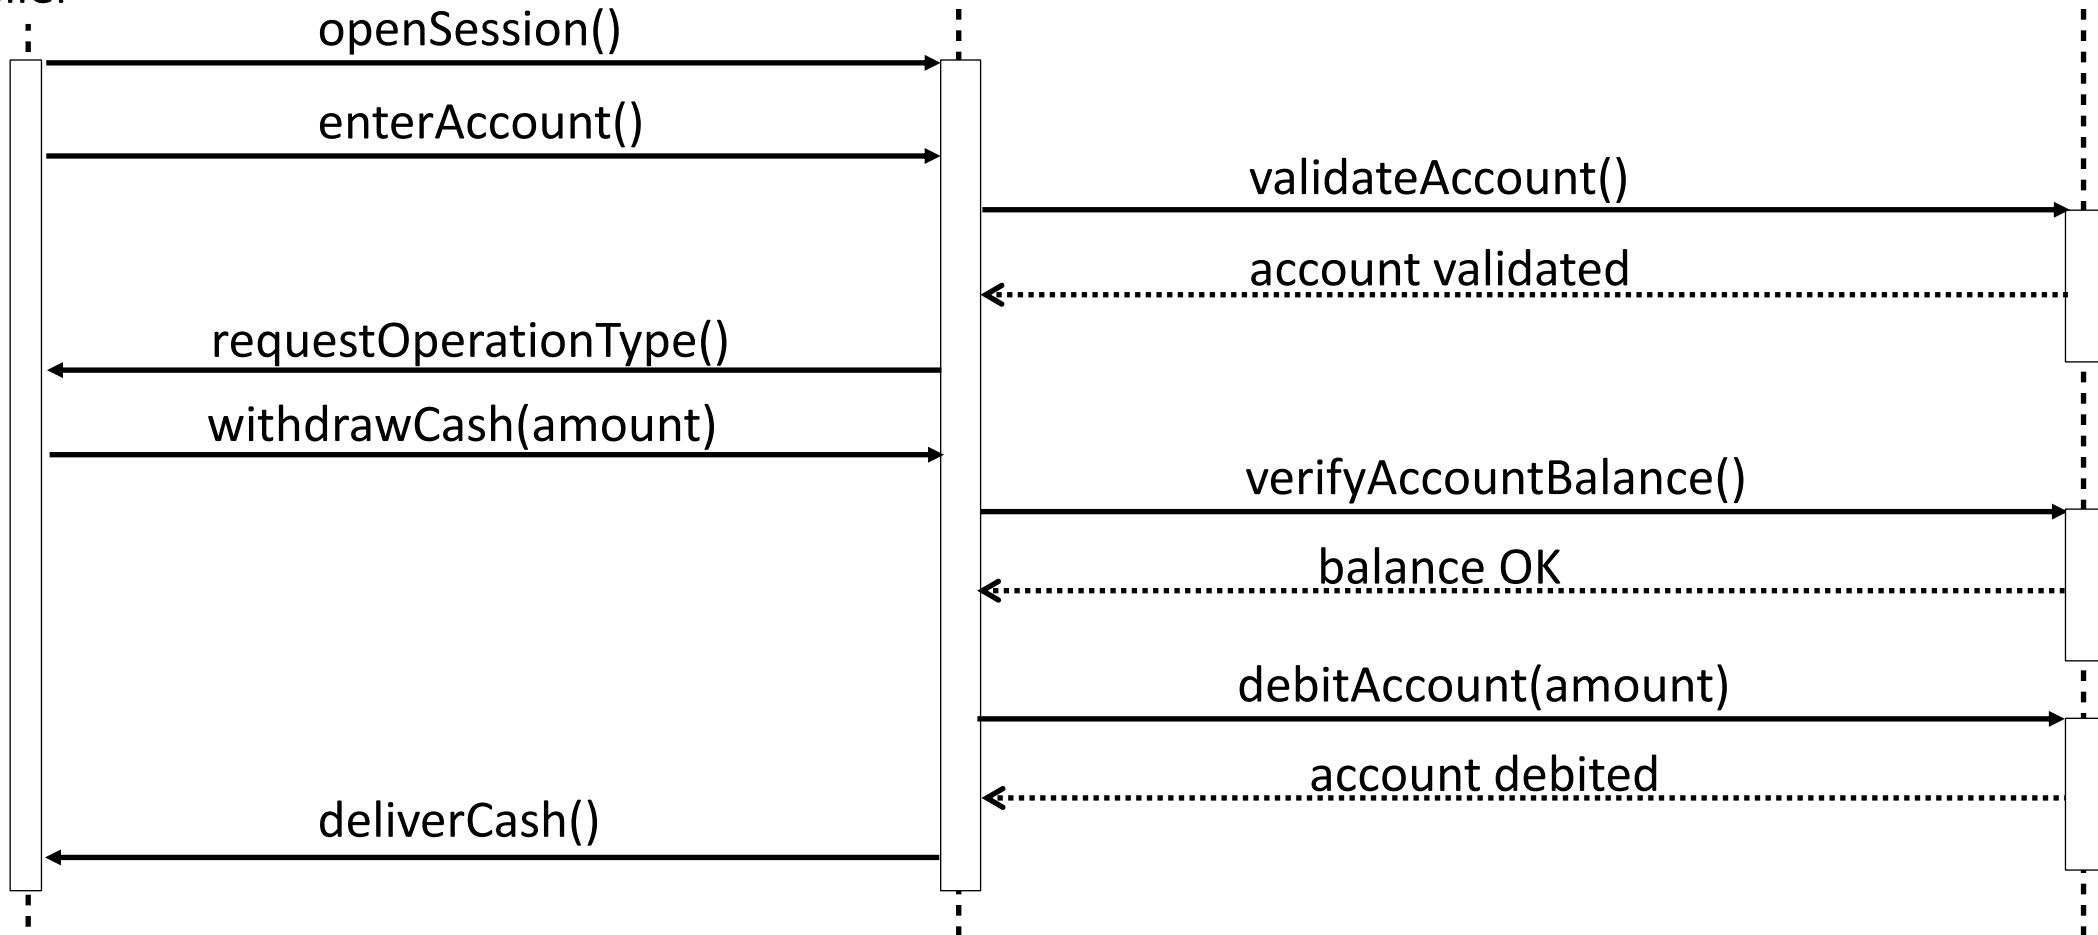 openSession()
enterAccount()
validateAccount()
account validated
requestOperationType()
withdrawCash(amount)
verifyAccountBalance()
balance OK
debitAccount(amount)
account debited
deliverCash()